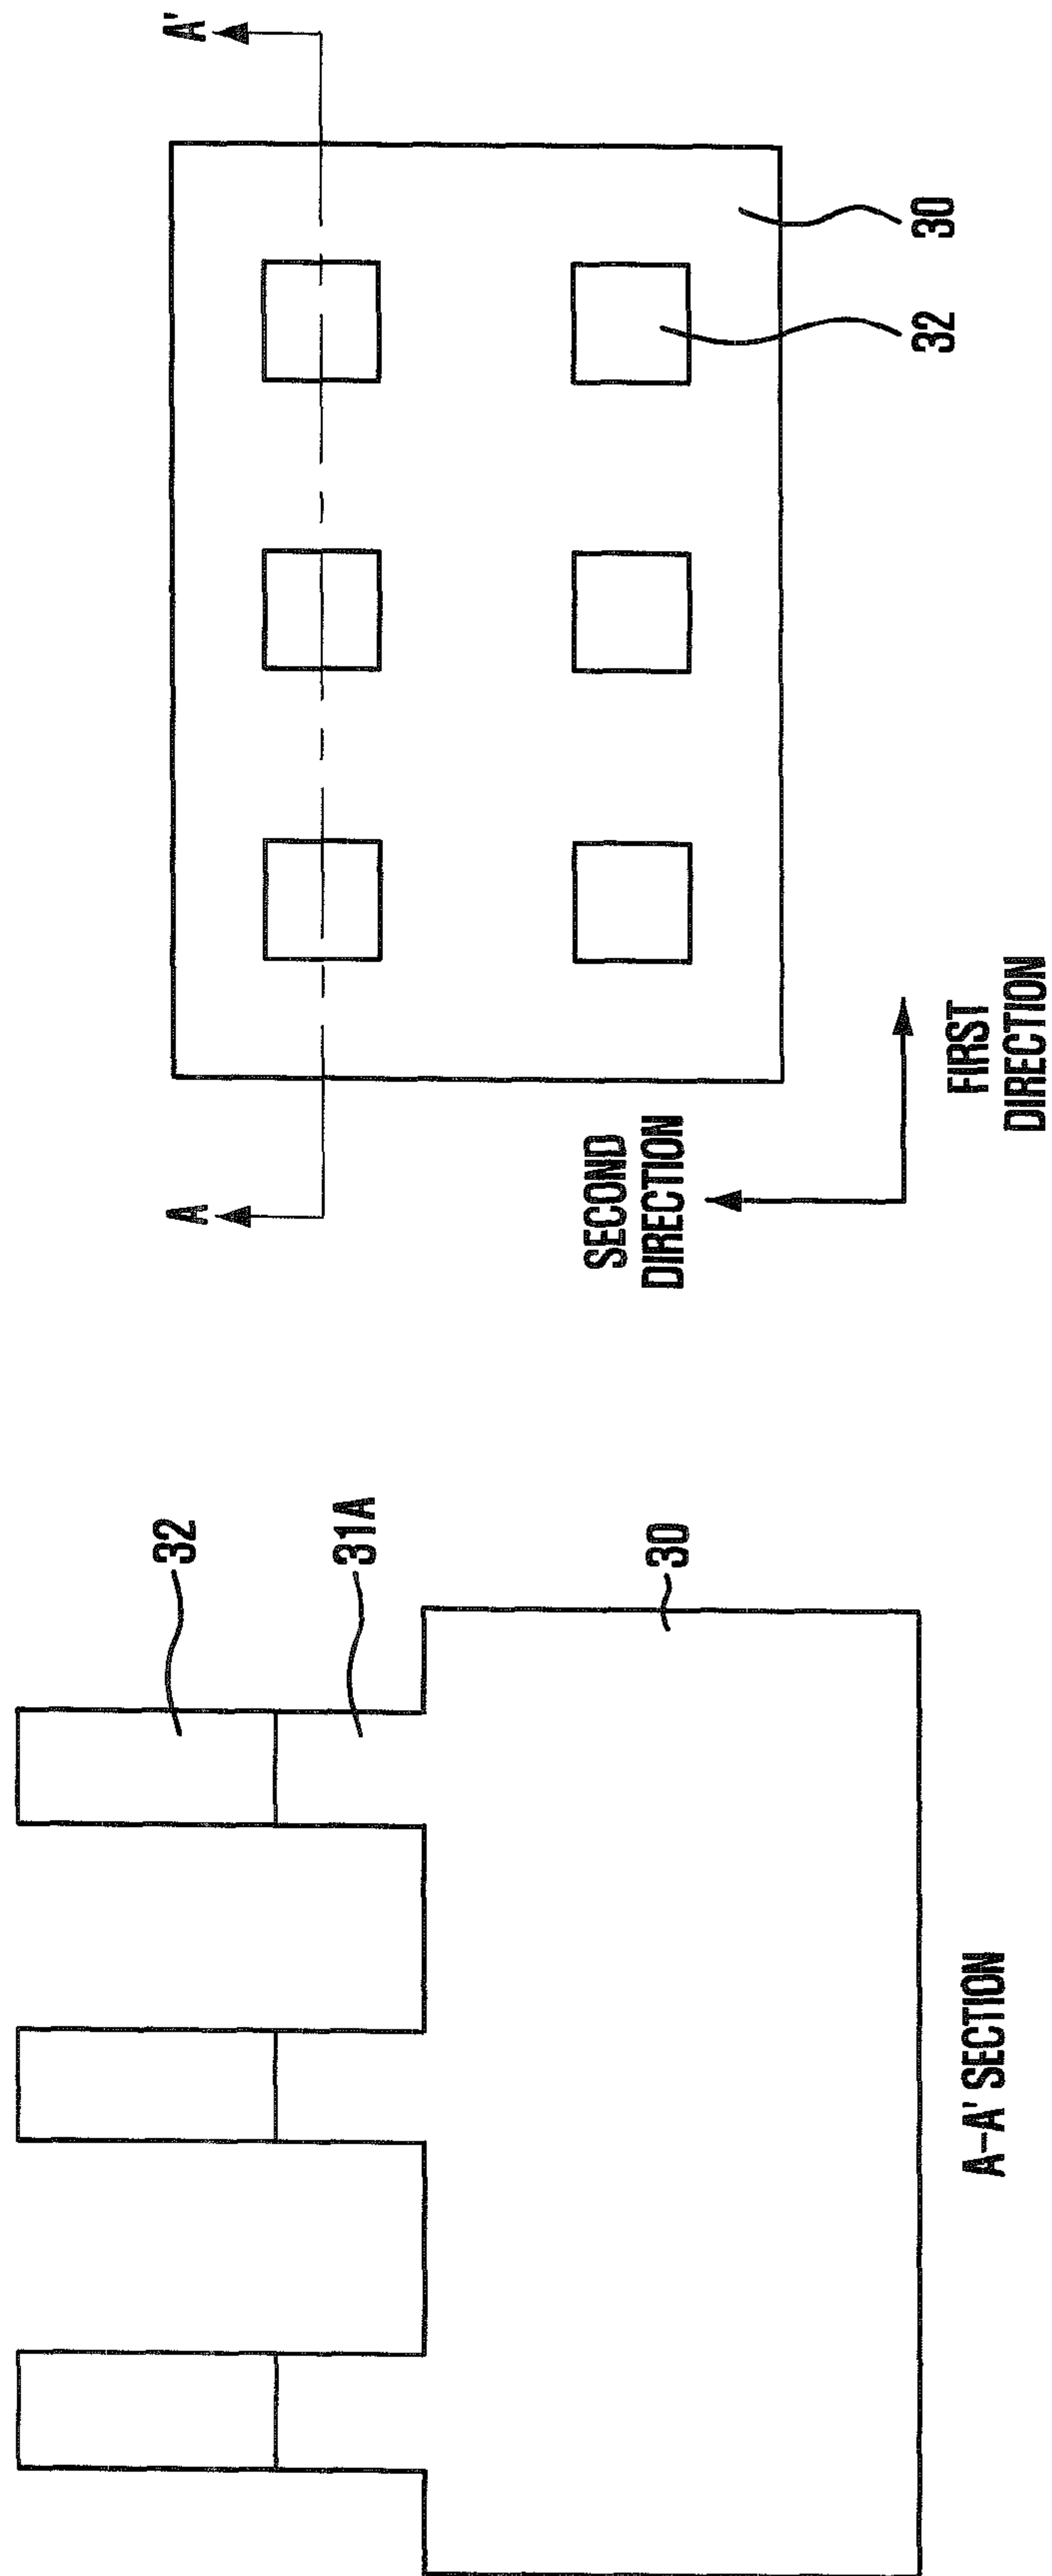 32
31A
30
A-A' SECTION
A
A'
SECOND
DIRECTION
FIRST
DIRECTION
30
32